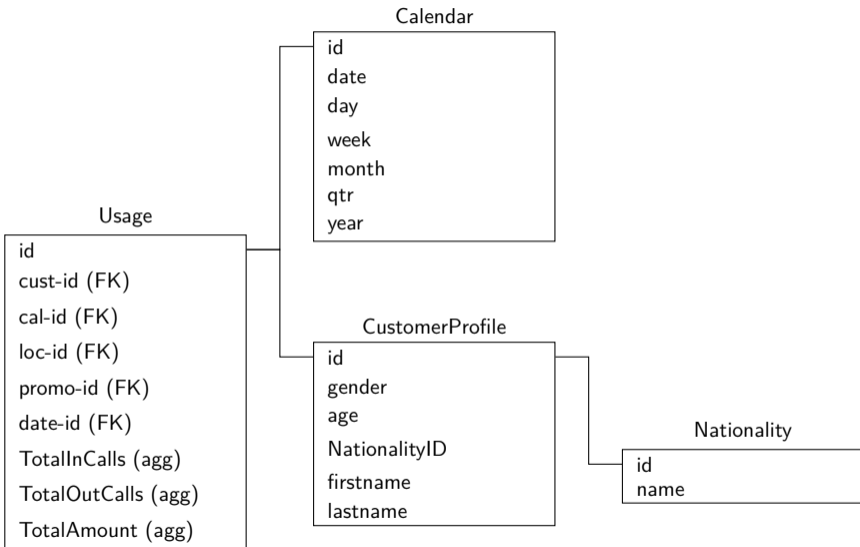 Calendar
id
date
day
week
month
qtr
year
Usage
id
cust-id (FK)
cal-id (FK)
loc-id (FK)
promo-id (FK)
date-id (FK)
TotalInCalls (agg)
TotalOutCalls (agg)
TotalAmount (agg)
CustomerProfile
id
gender
age
NationalityID
firstname
lastname
Nationality
id
name